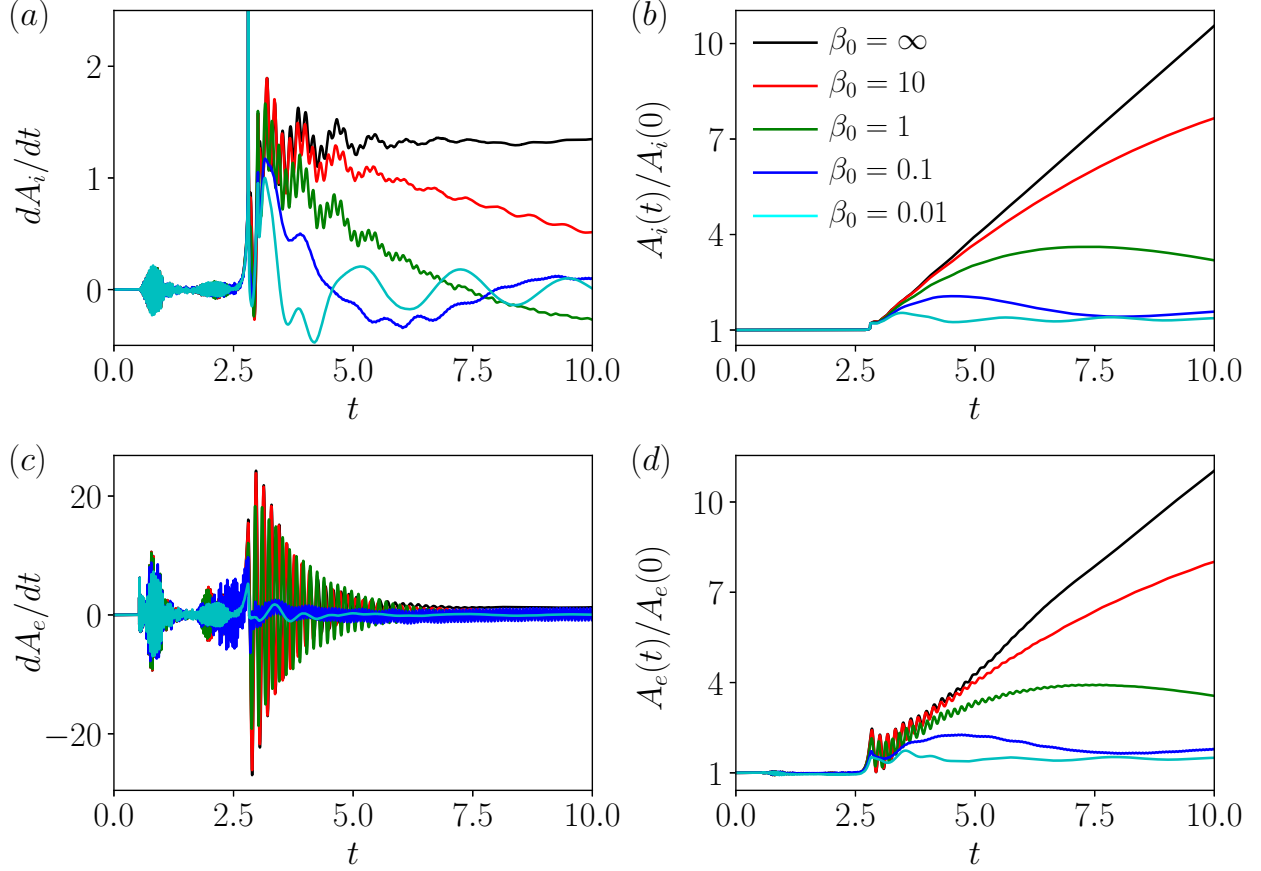 (a)
dA_i/dt
2
1
0
0.0 2.5 5.0 7.5 10.0
t
(b)
A_i(t)/A_i(0)
10
7
4
1
β_0 = ∞
β_0 = 10
β_0 = 1
β_0 = 0.1
β_0 = 0.01
0.0 2.5 5.0 7.5 10.0
t
(c)
dA_e/dt
20
0
−20
0.0 2.5 5.0 7.5 10.0
t
(d)
A_e(t)/A_e(0)
10
7
4
1
0.0 2.5 5.0 7.5 10.0
t